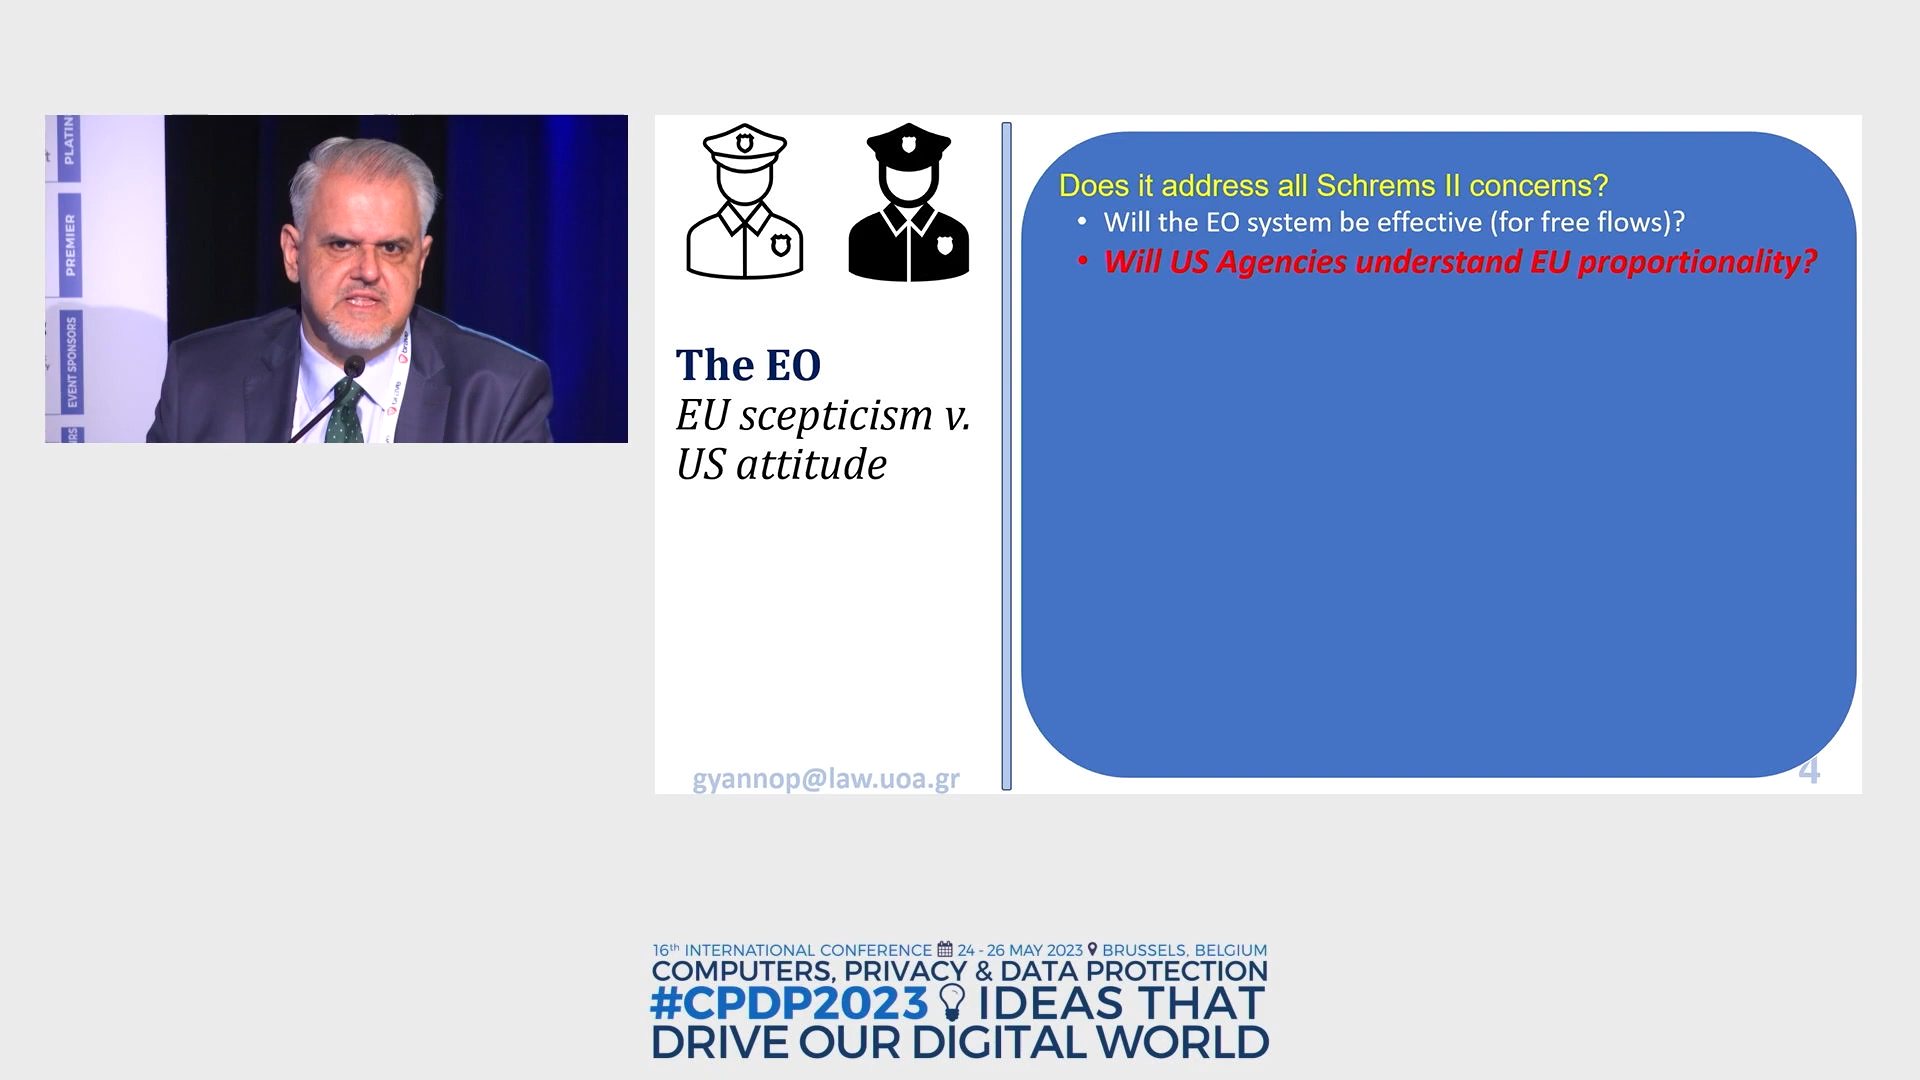 PLATIN
PREMIER
EVENT SPONSORS
The EO
EU scepticism v.
US attitude
gyannop@law.uoa.gr
Does it address all Schrems II concerns?
• Will the EO system be effective (for free flows)?
• Will US Agencies understand EU proportionality?
4
16th INTERNATIONAL CONFERENCE 24 - 26 MAY 2023 BRUSSELS, BELGIUM
COMPUTERS, PRIVACY & DATA PROTECTION
#CPDP2023 IDEAS THAT
DRIVE OUR DIGITAL WORLD